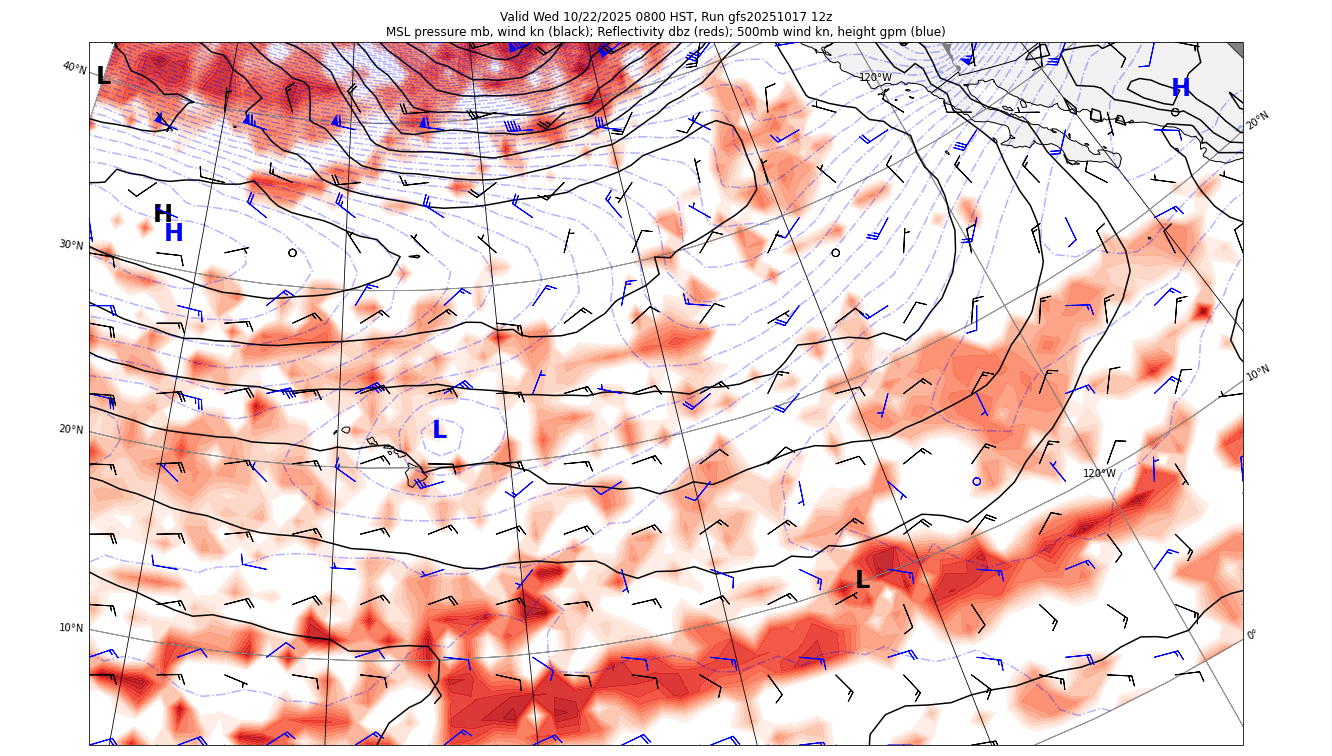 Valid Wed 10/22/2025 0800 HST, Run gfs20251017 12z
MSL pressure mb, wind kn (black); Reflectivity dbz (reds); 500mb wind kn, height gpm (blue)
40°N
L
120°W
H
20°N
H
H
30°N
10°N
L
20°N
120°W
L
10°N
0°